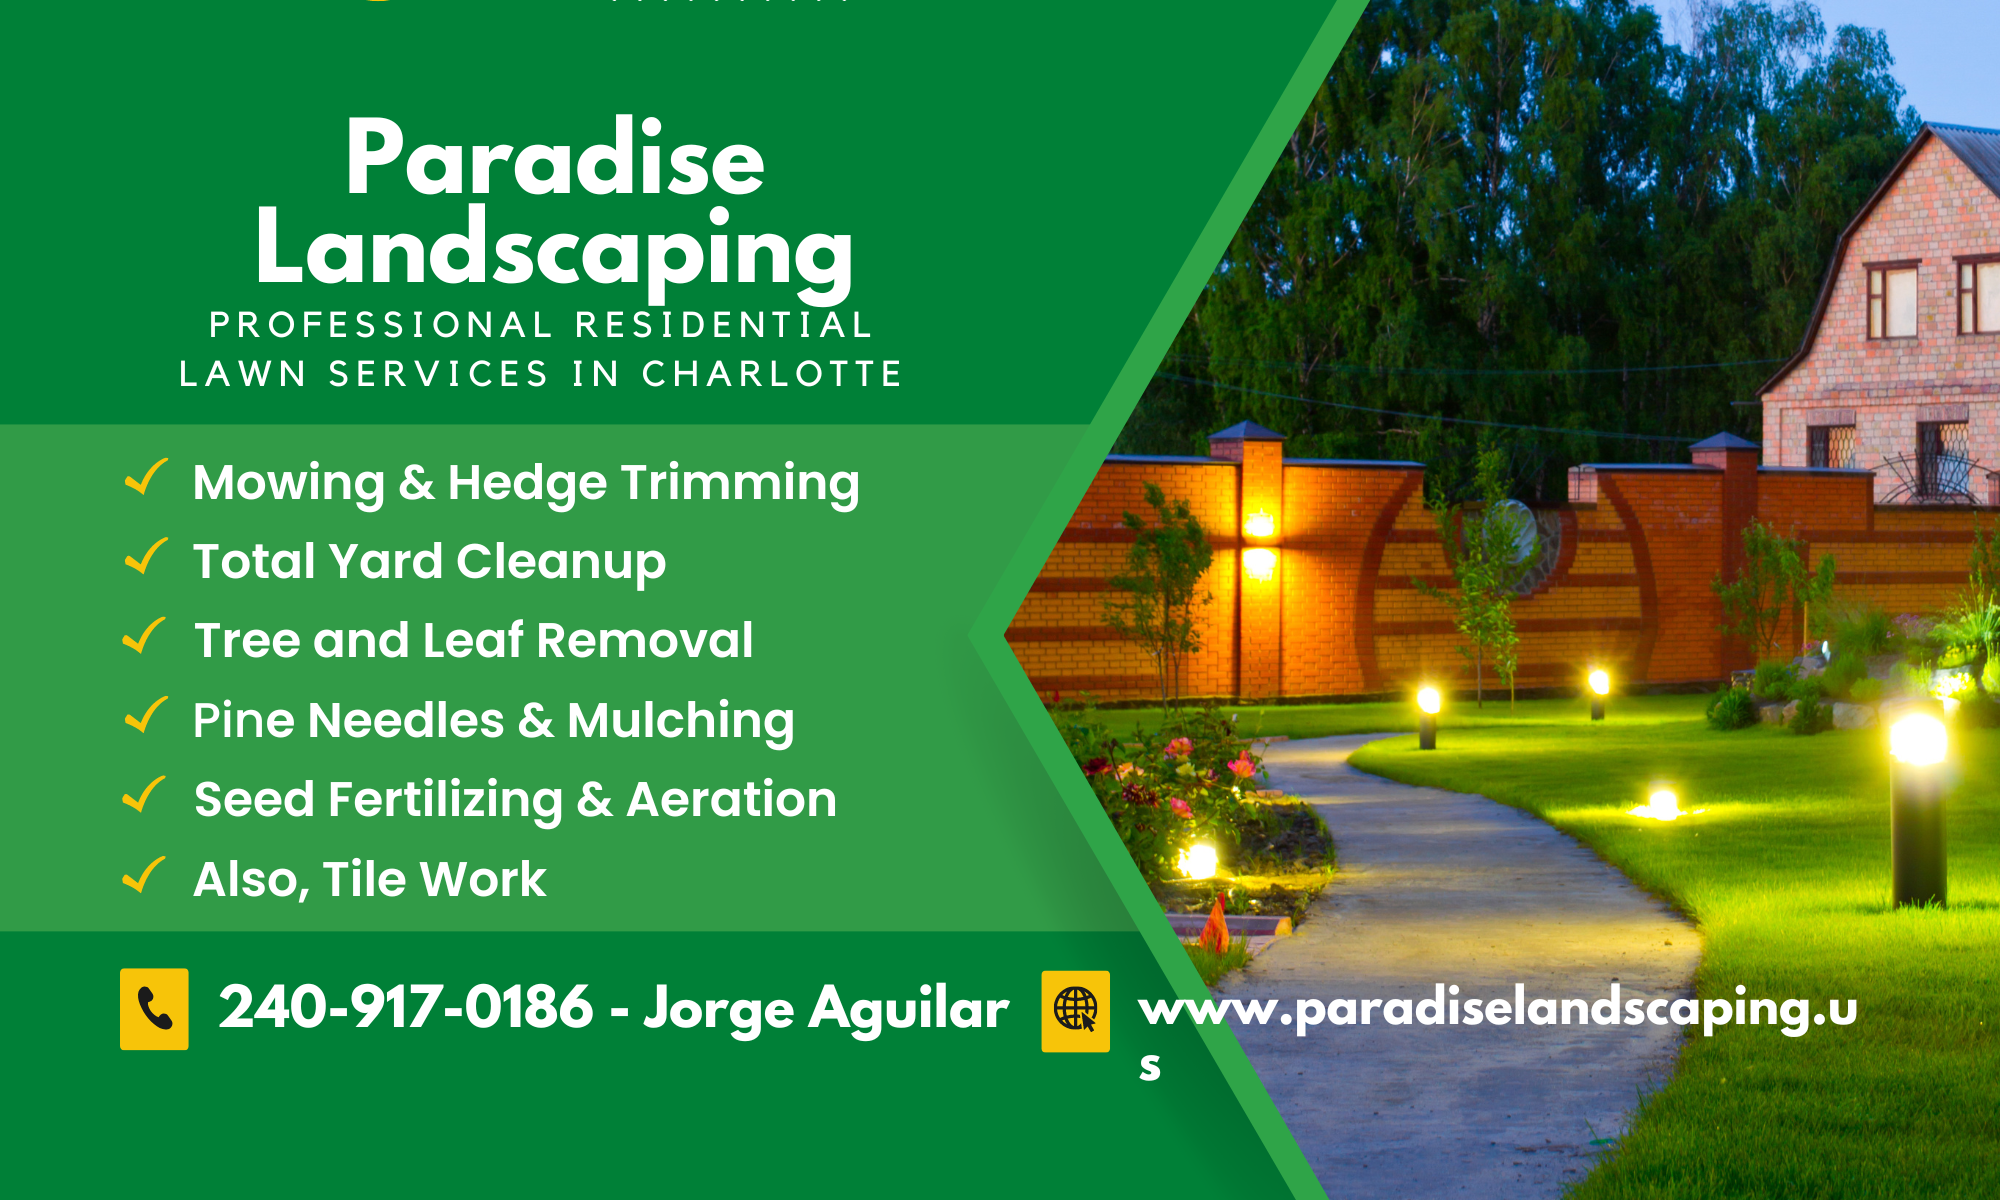 Paradise
Landscaping
PROFESSIONAL RESIDENTIAL
LAWN SERVICES IN CHARLOTTE
Mowing & Hedge Trimming
Total Yard Cleanup
Tree and Leaf Removal
Pine Needles & Mulching
Seed Fertilizing & Aeration
Also, Tile Work
240-917-0186 - Jorge Aguilar
www.paradiselandscaping.u
s